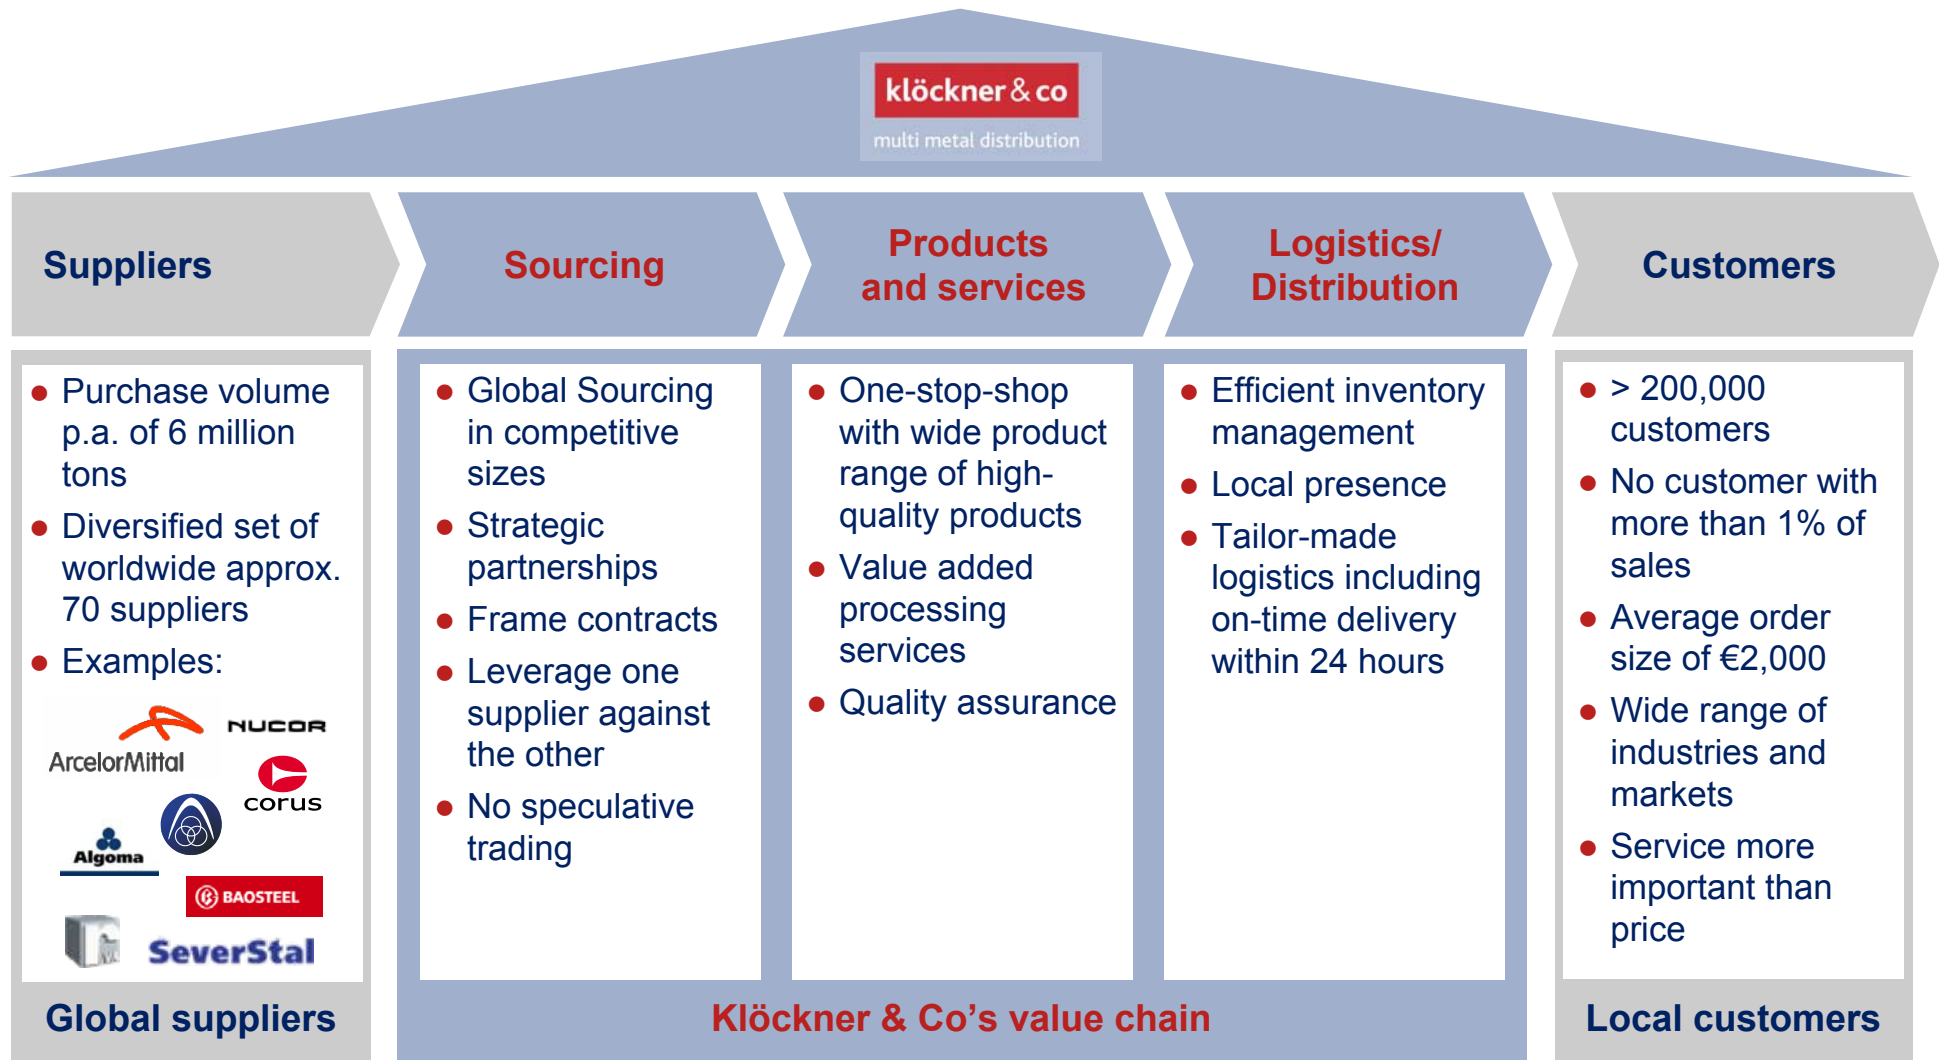 klöckner & co
multi metal distribution
Suppliers
Sourcing
Products
and services
Logistics/
Distribution
Customers
● Purchase volume
p.a. of 6 million
tons
● Diversified set of
worldwide approx.
70 suppliers
● Examples:
ArcelorMittal
NUCOR
corus
Algoma
BAOSTEEL
SeverStal
Global suppliers
● Global Sourcing
in competitive
sizes
● Strategic
partnerships
● Frame contracts
● Leverage one
supplier against
the other
● No speculative
trading
● One-stop-shop
with wide product
range of high-
quality products
● Value added
processing
services
● Quality assurance
● Efficient inventory
management
● Local presence
● Tailor-made
logistics including
on-time delivery
within 24 hours
Klöckner & Co’s value chain
● > 200,000
customers
● No customer with
more than 1% of
sales
● Average order
size of €2,000
● Wide range of
industries and
markets
● Service more
important than
price
Local customers